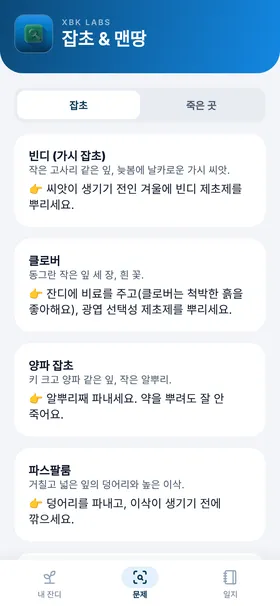 XBK LABS
잡초 & 맨땅
잡초
죽은 곳
빈디 (가시 잡초)
작은 고사리 같은 잎, 늦봄에 날카로운 가시 씨앗.
👉 씨앗이 생기기 전인 겨울에 빈디 제초제를
뿌리세요.
클로버
동그란 작은 잎 세 장, 흰 꽃.
👉 잔디에 비료를 주고(클로버는 척박한 흙을
좋아해요), 광엽 선택성 제초제를 뿌리세요.
양파 잡초
키 크고 양파 같은 잎, 작은 알뿌리.
👉 알뿌리째 파내세요. 약을 뿌려도 잘 안
죽어요.
파스팔룸
거칠고 넓은 잎의 덩어리와 높은 이삭.
👉 덩어리를 파내고, 이삭이 생기기 전에
깎으세요.
내 잔디
문제
일지